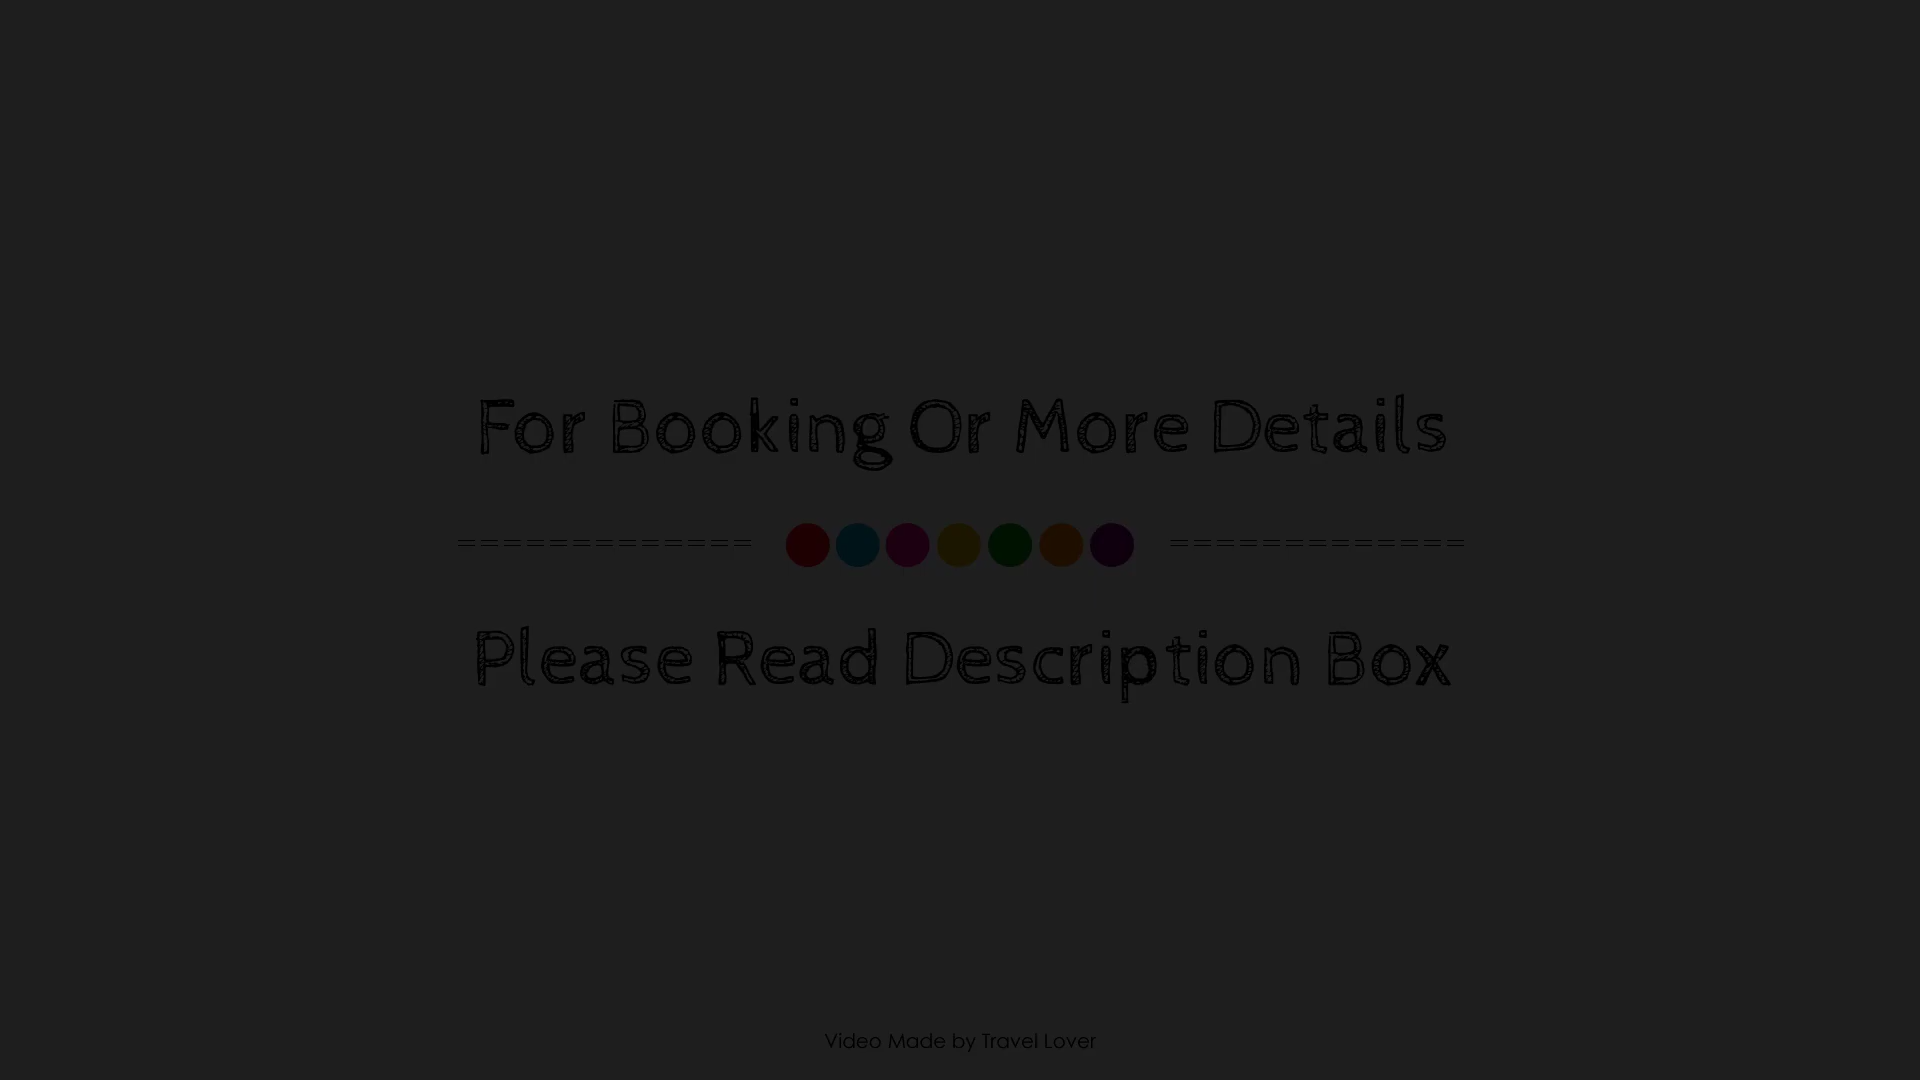 For Booking Or More Details
============= =============
Please Read Description Box
Video Made by Travel Lover